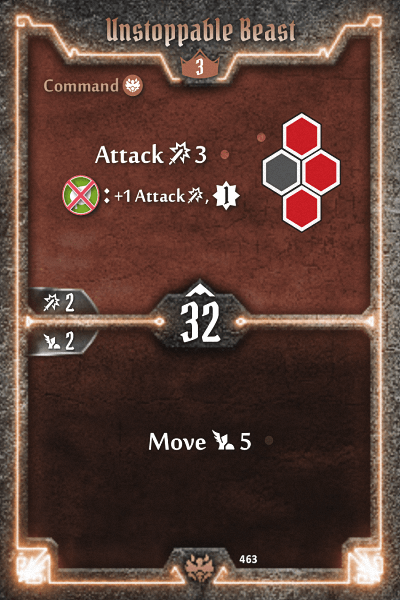 Unstoppable Beast
3
Command
Attack 3
: +1 Attack , 1
2
32
2
Move 5
463